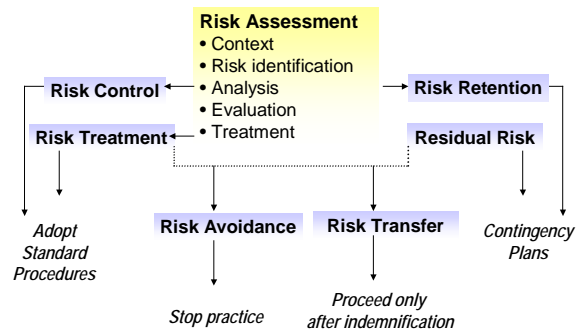 Risk Assessment
• Context
• Risk identification
• Analysis
• Evaluation
• Treatment
Risk Control
Risk Retention
Risk Treatment
Residual Risk
Adopt
Standard
Procedures
Risk Avoidance
Risk Transfer
Contingency
Plans
Stop practice
Proceed only
after indemnification